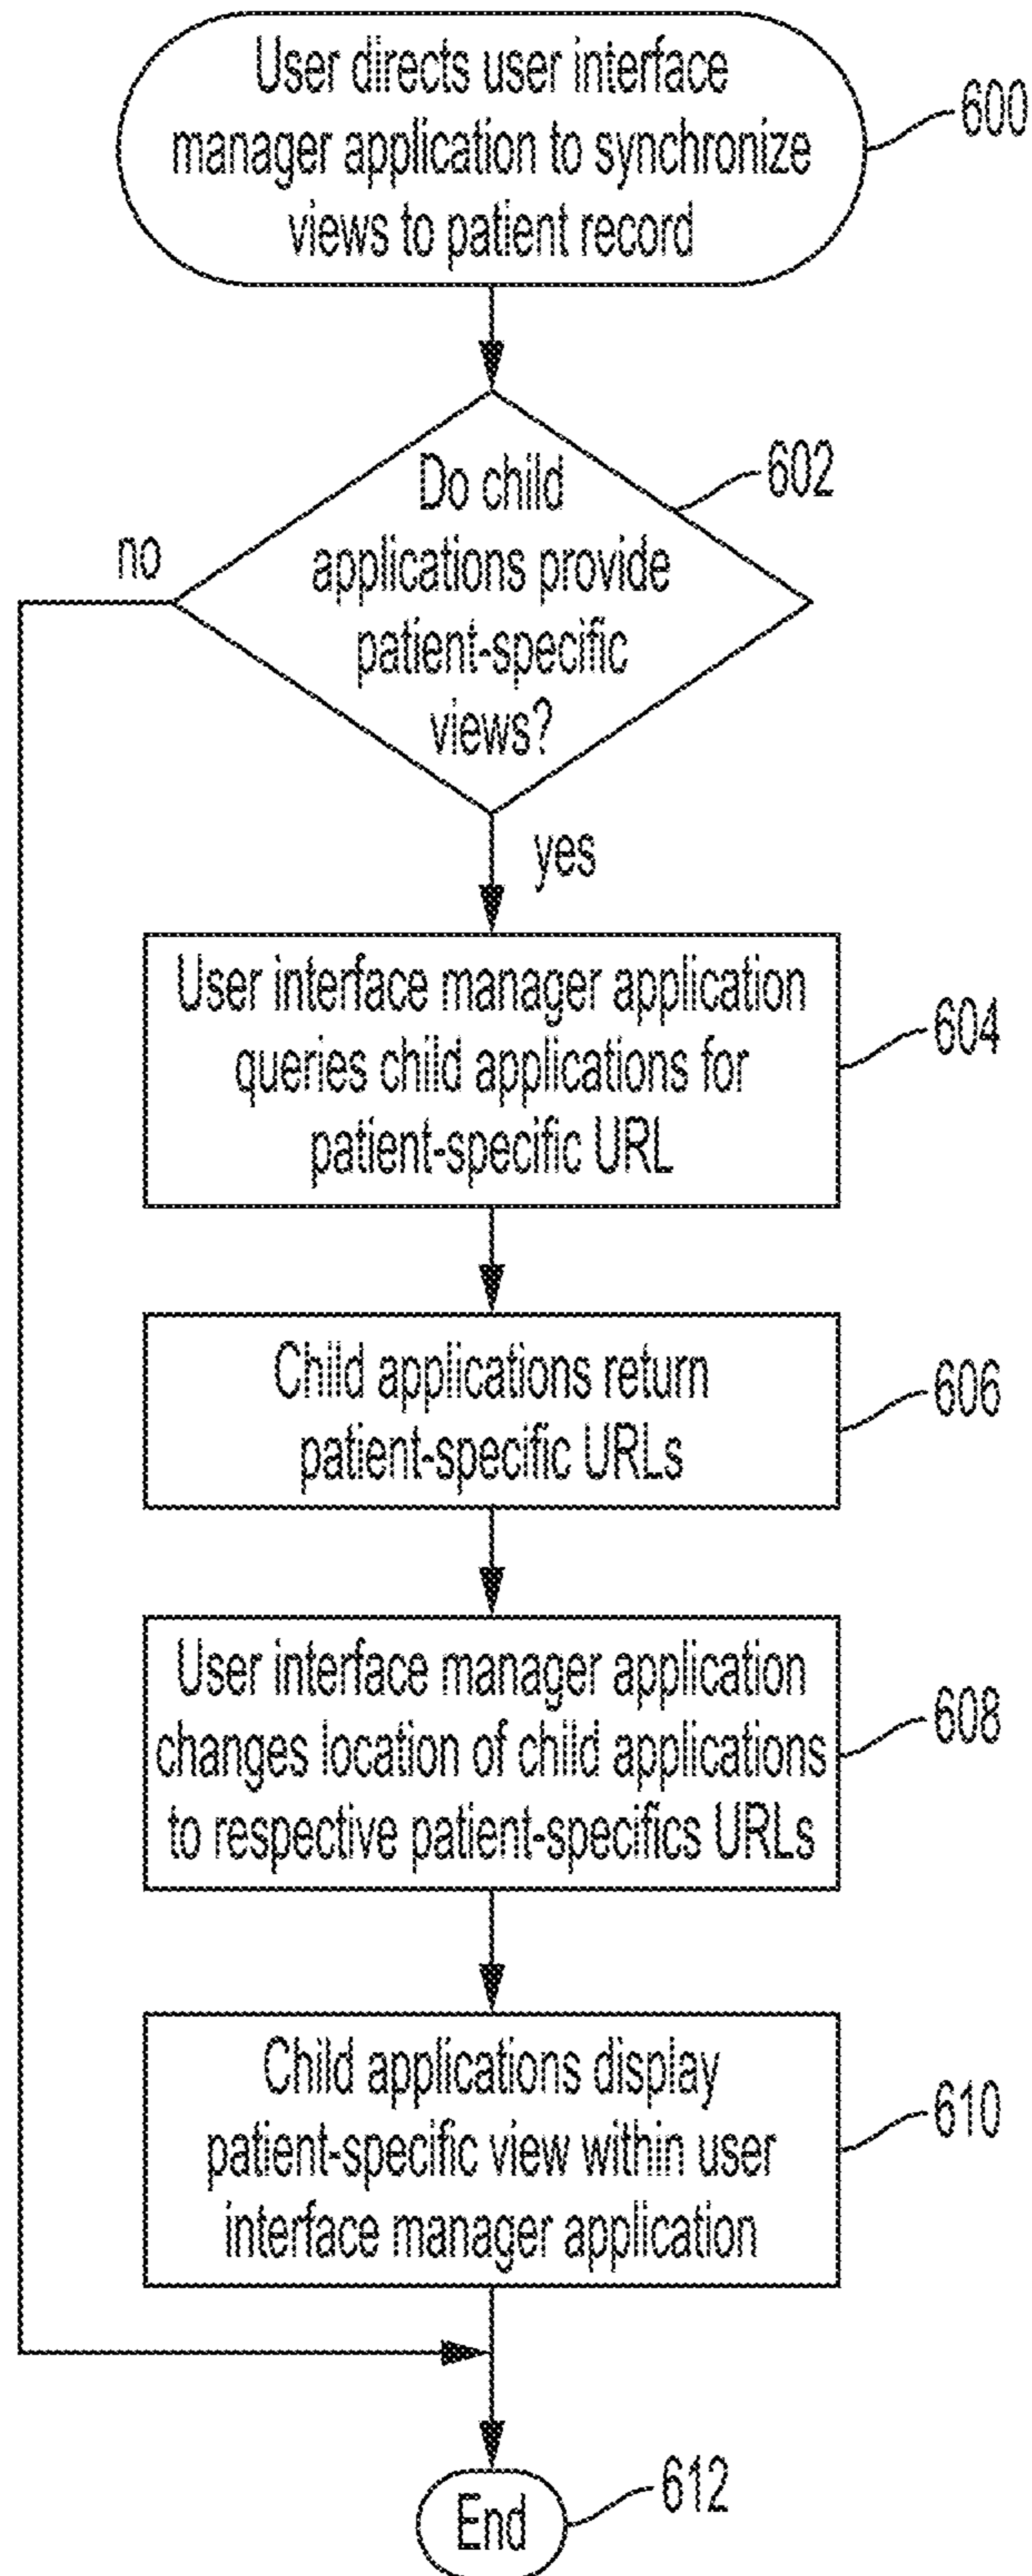 User directs user interface
manager application to synchronize
views to patient record
600
Do child
applications provide
patient-specific
views?
602
no
yes
User interface manager application
queries child applications for
patient-specific URL
604
Child applications return
patient-specific URLs
606
User interface manager application
changes location of child applications
to respective patient-specifics URLs
608
Child applications display
patient-specific view within user
interface manager application
610
End
612